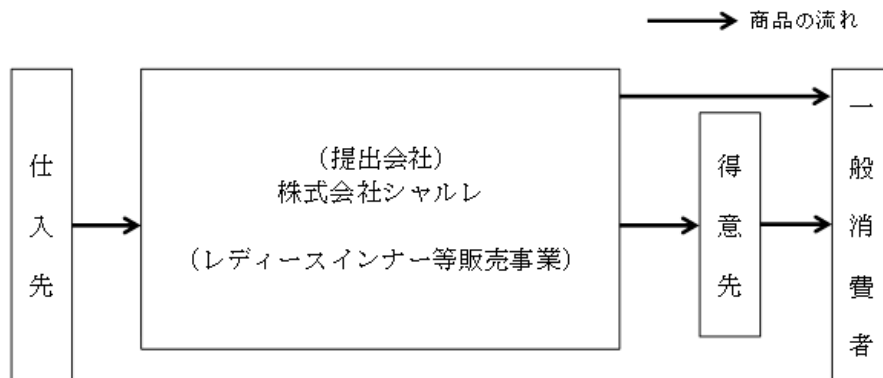 商品の流れ
仕入先
(提出会社)
株式会社シャルレ
(レディースインナー等販売事業)
得意先
一般消費者